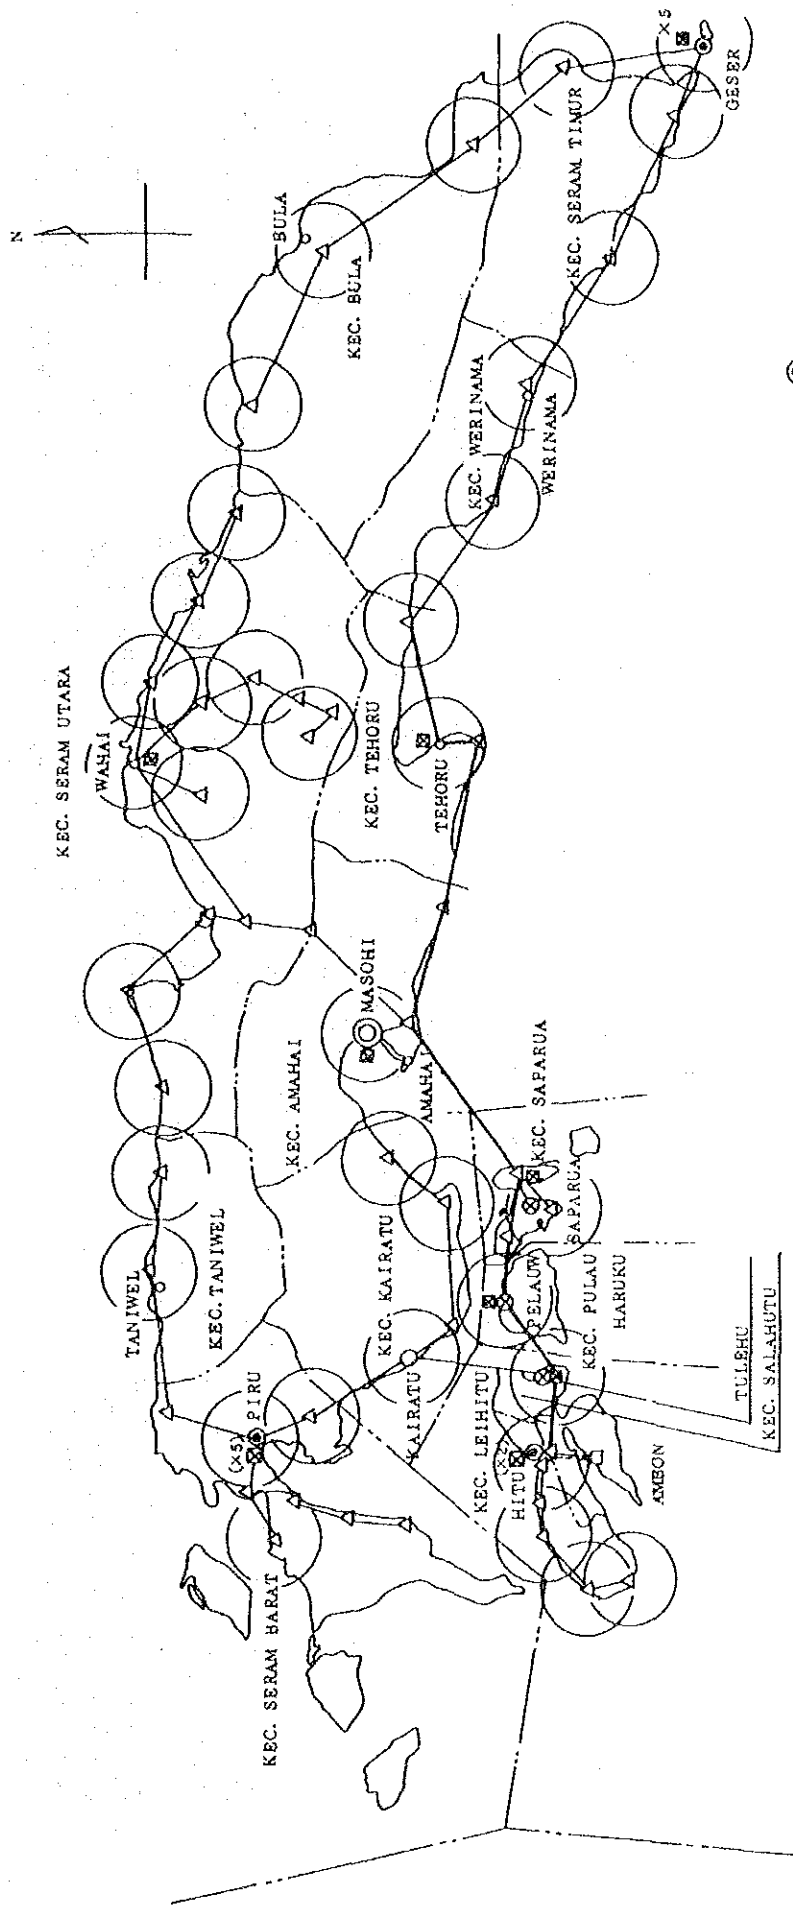 N
KEC. SERAM UTARA
WAHAI
BULA
KEC. BULA
×5
GESER
KEC. SERAM TIMUR
KEC. WERINAMA
WERINAMA
KEC. TEHORU
TEHORU
MASOHI
AMAHAI
KEC. AMAHAI
TANIWEL
KEC. TANIWEL
(×5)
PIRU
KEC. SERAM BARAT
KEC. KAIRATU
KAIRATU
KEC. SAPARUA
SAPARUA
PELAUW
KEC. PULAU
HARUKU
KEC. LEIHITU
HITU
(×2)
AMBON
TULEHU
KEC. SALAHUTU